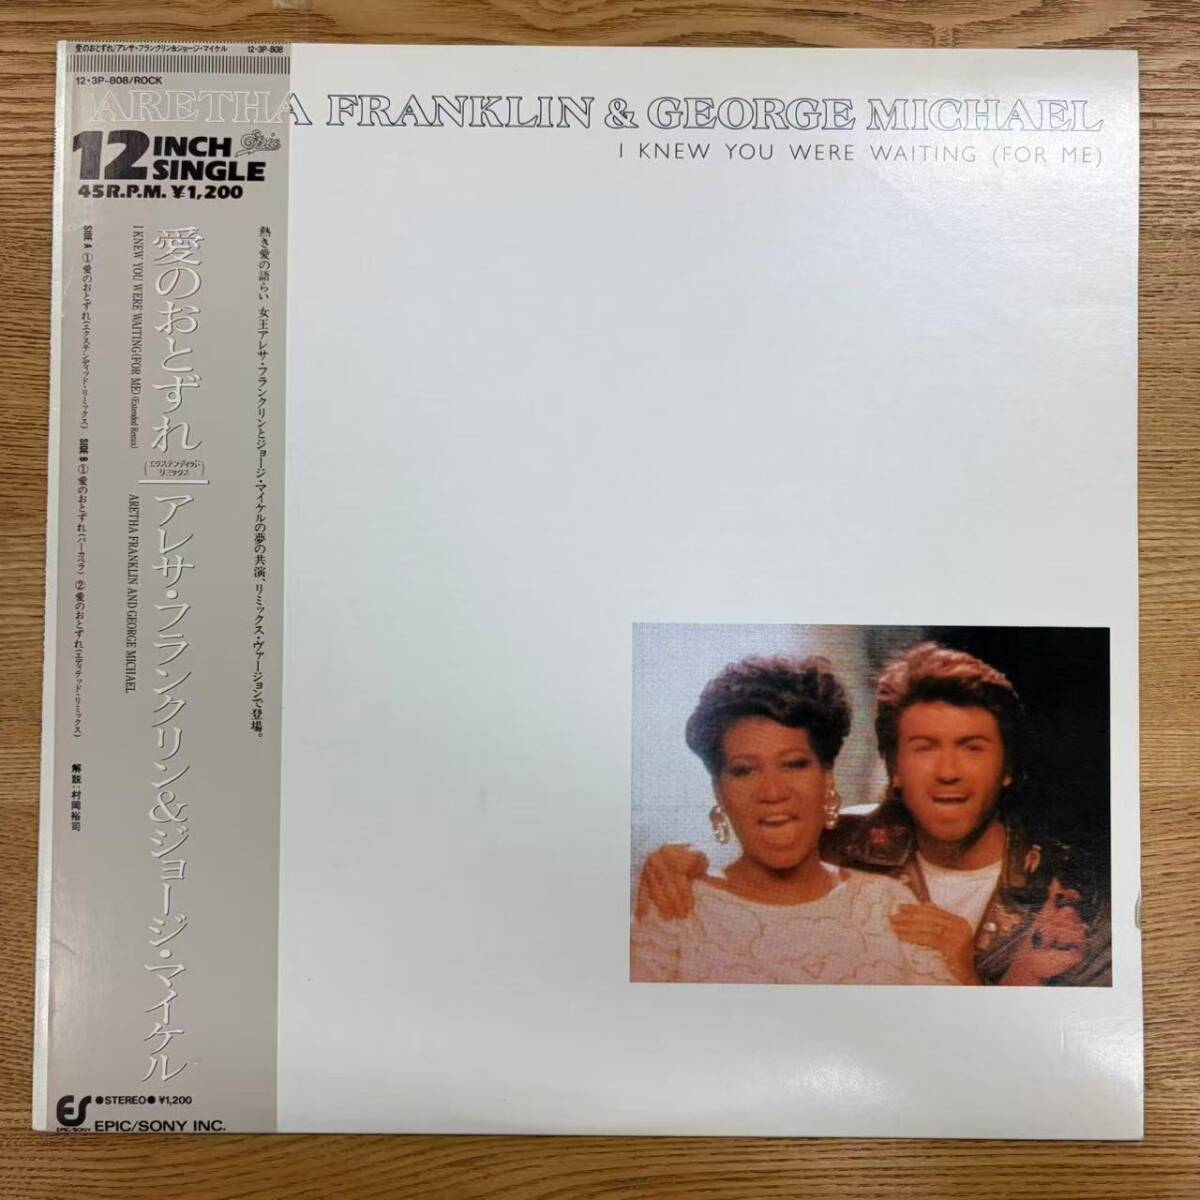 愛のおとずれ/アレサ・フランクリン&ジョージ・マイケル 12・3P-808
12・3P-808/ROCK
ARETHA FRANKLIN & GEORGE MICHAEL
I KNEW YOU WERE WAITING (FOR ME)
12 INCH SINGLE Epic
45R.P.M. ¥1,200
熱き愛の語らい 女王アレサ・フランクリンとジョージ・マイケルの夢の共演、リミックス・ヴァージョンで登場。
愛のおとずれ(エクステンディッド・リミックス) アレサ・フランクリン&ジョージ・マイケル
I KNEW YOU WERE WAITING (FOR ME) (Extended Remix) ARETHA FRANKLIN AND GEORGE MICHAEL
SIDE A ①愛のおとずれ(エクステンディッド・リミックス) SIDE B ①愛のおとずれ(パーカペラ) ②愛のおとずれ(エディテッド・リミックス) 解説:村岡裕司
ES ●STEREO● ¥1,200
EPIC/SONY EPIC/SONY INC.